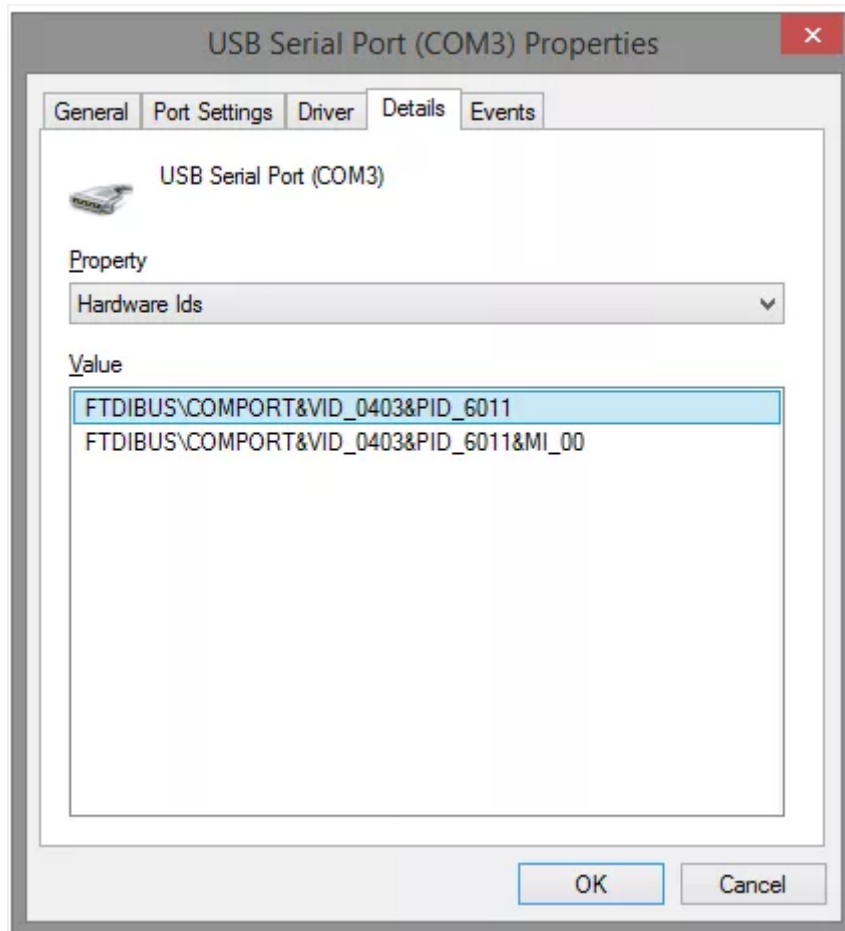 USB Serial Port (COM3) Properties
General Port Settings Driver Details Events
USB Serial Port (COM3)
Property
Hardware Ids
Value
FTDIBUS\COMPORT&VID_0403&PID_6011
FTDIBUS\COMPORT&VID_0403&PID_6011&MI_00
OK Cancel